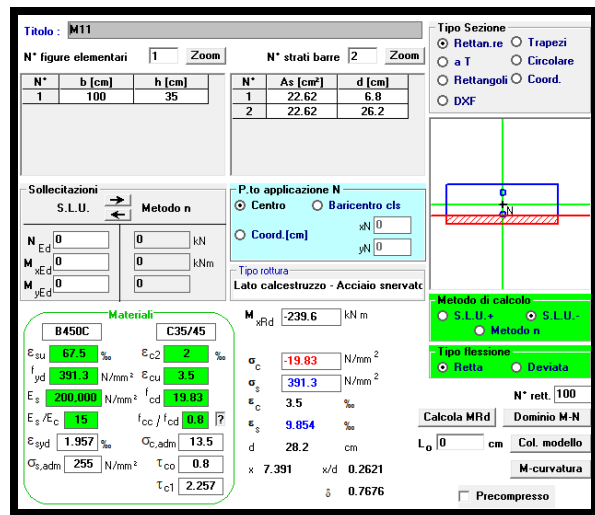 Titolo : M11
N° figure elementari 1 Zoom N° strati barre 2 Zoom
N° b [cm] h [cm]
1 100 35
N° As [cm²] d [cm]
1 22.62 6.8
2 22.62 26.2
Tipo Sezione
Rettan.re Trapezi
a T Circolare
Rettangoli Coord.
DXF
Sollecitazioni
S.L.U. Metodo n
N Ed 0 0 kN
M xEd 0 0 kNm
M yEd 0 0
P.to applicazione N
Centro Baricentro cls
Coord.[cm] xN 0
yN 0
Tipo rottura
Lato calcestruzzo - Acciaio snervato
N
Metodo di calcolo
S.L.U.+ S.L.U.-
Metodo n
Tipo flessione
Retta Deviata
Materiali
B450C C35/45
εsu 67.5 ‰ εc2 2 ‰
fyd 391.3 N/mm² εcu 3.5
Es 200,000 N/mm² fcd 19.83
Es/Ec 15 fcc / fcd 0.8 ?
εsyd 1.957 ‰ σc,adm 13.5
σs,adm 255 N/mm² τco 0.8
τc1 2.257
M xRd -239.6 kN m
σc -19.83 N/mm²
σs 391.3 N/mm²
εc 3.5 ‰
εs 9.854 ‰
d 28.2 cm
x 7.391 x/d 0.2621
δ 0.7676
N° rett. 100
Calcola MRd Dominio M-N
L₀ 0 cm Col. modello
M-curvatura
Precompresso